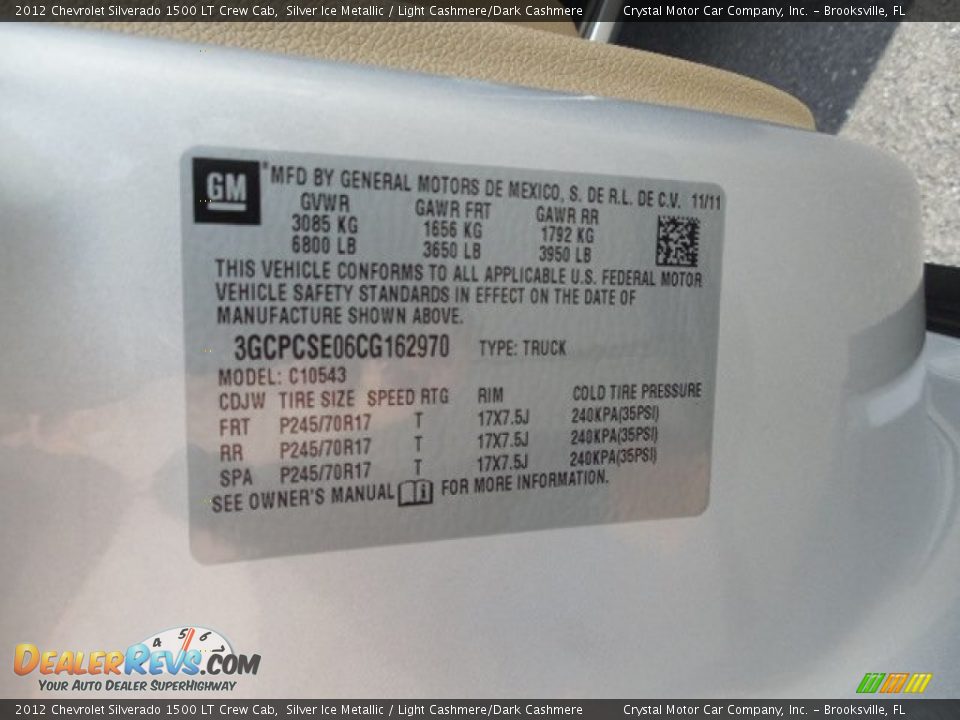 2012 Chevrolet Silverado 1500 LT Crew Cab, Silver Ice Metallic / Light Cashmere/Dark Cashmere Crystal Motor Car Company, Inc. - Brooksville, FL
GM *MFD BY GENERAL MOTORS DE MEXICO, S. DE R.L. DE C.V. 11/11
GVWR GAWR FRT GAWR RR
3085 KG 1656 KG 1792 KG
6800 LB 3650 LB 3950 LB
THIS VEHICLE CONFORMS TO ALL APPLICABLE U.S. FEDERAL MOTOR
VEHICLE SAFETY STANDARDS IN EFFECT ON THE DATE OF
MANUFACTURE SHOWN ABOVE.
3GCPCSE06CG162970 TYPE: TRUCK
MODEL: C10543
CDJW TIRE SIZE SPEED RTG RIM COLD TIRE PRESSURE
FRT P245/70R17 T 17X7.5J 240KPA(35PSI)
RR P245/70R17 T 17X7.5J 240KPA(35PSI)
SPA P245/70R17 T 17X7.5J 240KPA(35PSI)
SEE OWNER'S MANUAL FOR MORE INFORMATION.
4 5 6
DEALERREVS.COM
YOUR AUTO DEALER SUPERHIGHWAY
2012 Chevrolet Silverado 1500 LT Crew Cab, Silver Ice Metallic / Light Cashmere/Dark Cashmere Crystal Motor Car Company, Inc. - Brooksville, FL